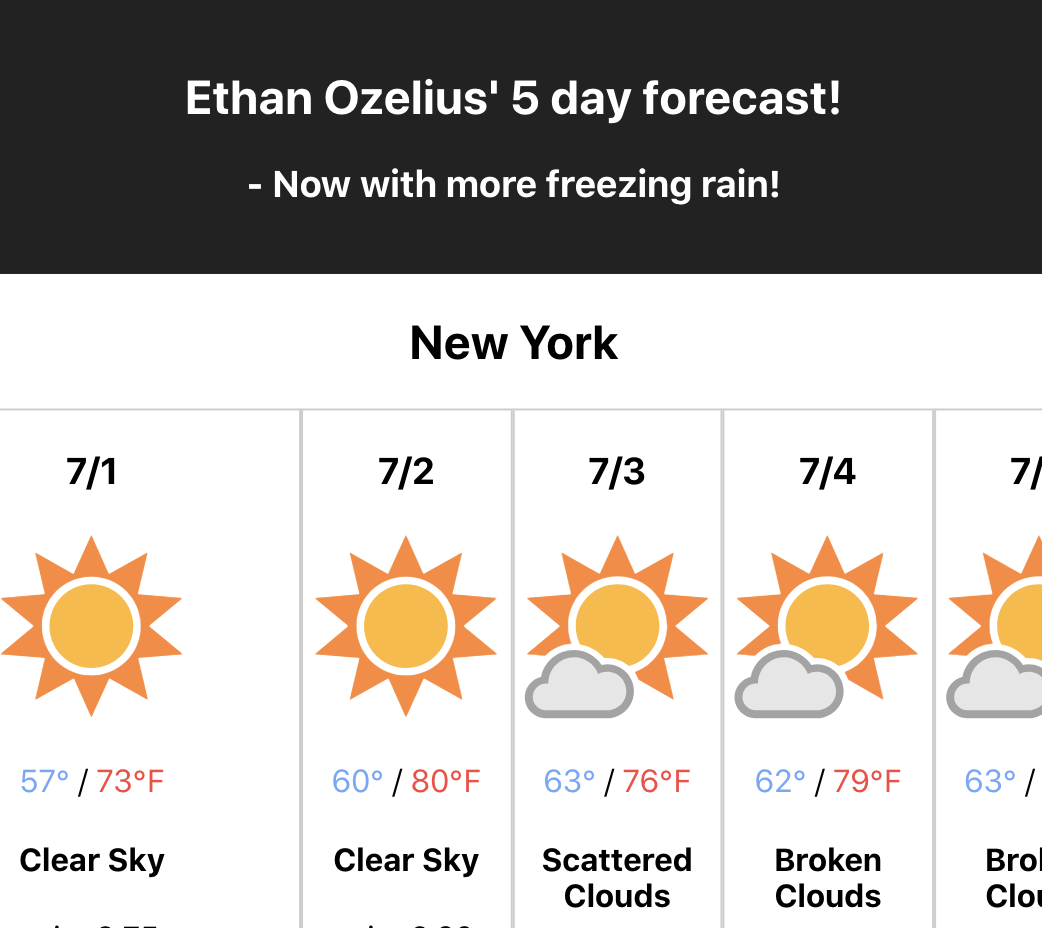 Ethan Ozelius' 5 day forecast!
- Now with more freezing rain!
New York
7/1
57° / 73°F
Clear Sky
7/2
60° / 80°F
Clear Sky
7/3
63° / 76°F
Scattered
Clouds
7/4
62° / 79°F
Broken
Clouds
63° /